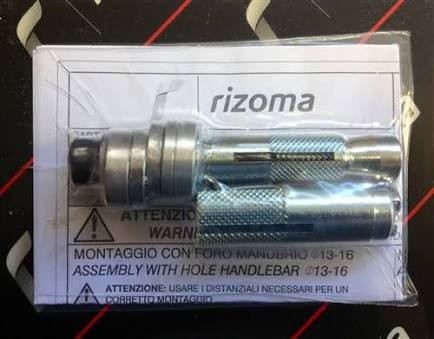 rizoma
ATTENZIO
WARN
MONTAGGIO CON FORO MANUBRIO ∅13-16
ASSEMBLY WITH HOLE HANDLEBAR ∅13-16
ATTENZIONE: USARE I DISTANZIALI NECESSARI PER UN
CORRETTO MONTAGGIO